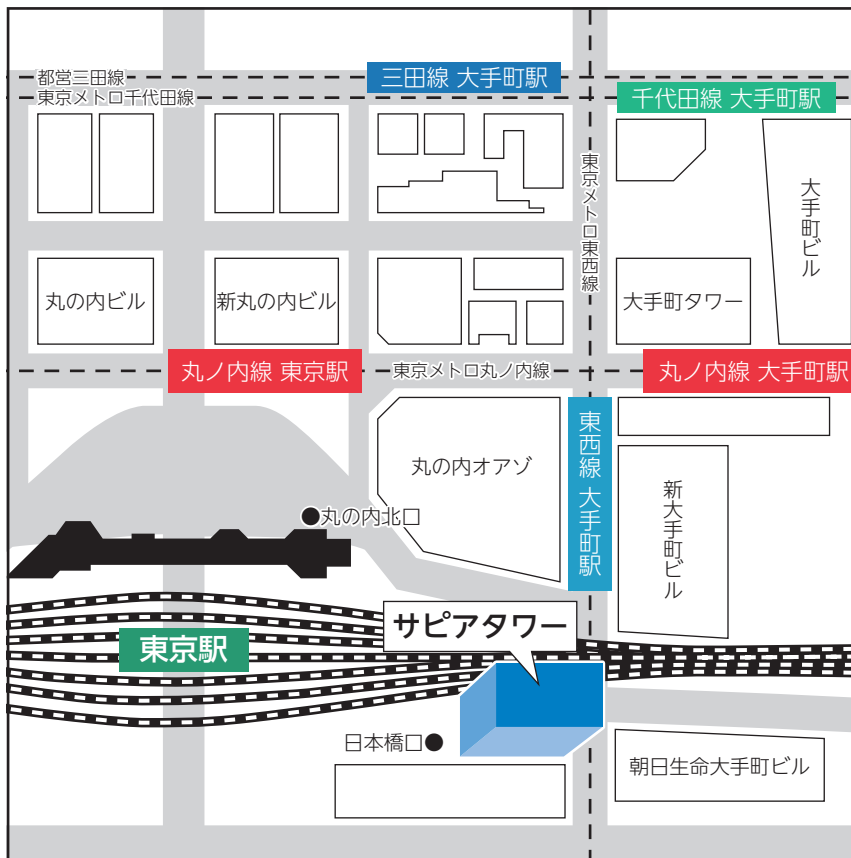 都営三田線
東京メトロ千代田線
三田線 大手町駅
千代田線 大手町駅
東京メトロ東西線
大手町ビル
丸の内ビル
新丸の内ビル
大手町タワー
丸ノ内線 東京駅
東京メトロ丸ノ内線
丸ノ内線 大手町駅
東西線 大手町駅
丸の内オアゾ
新大手町ビル
●丸の内北口
サピアタワー
東京駅
日本橋口●
朝日生命大手町ビル